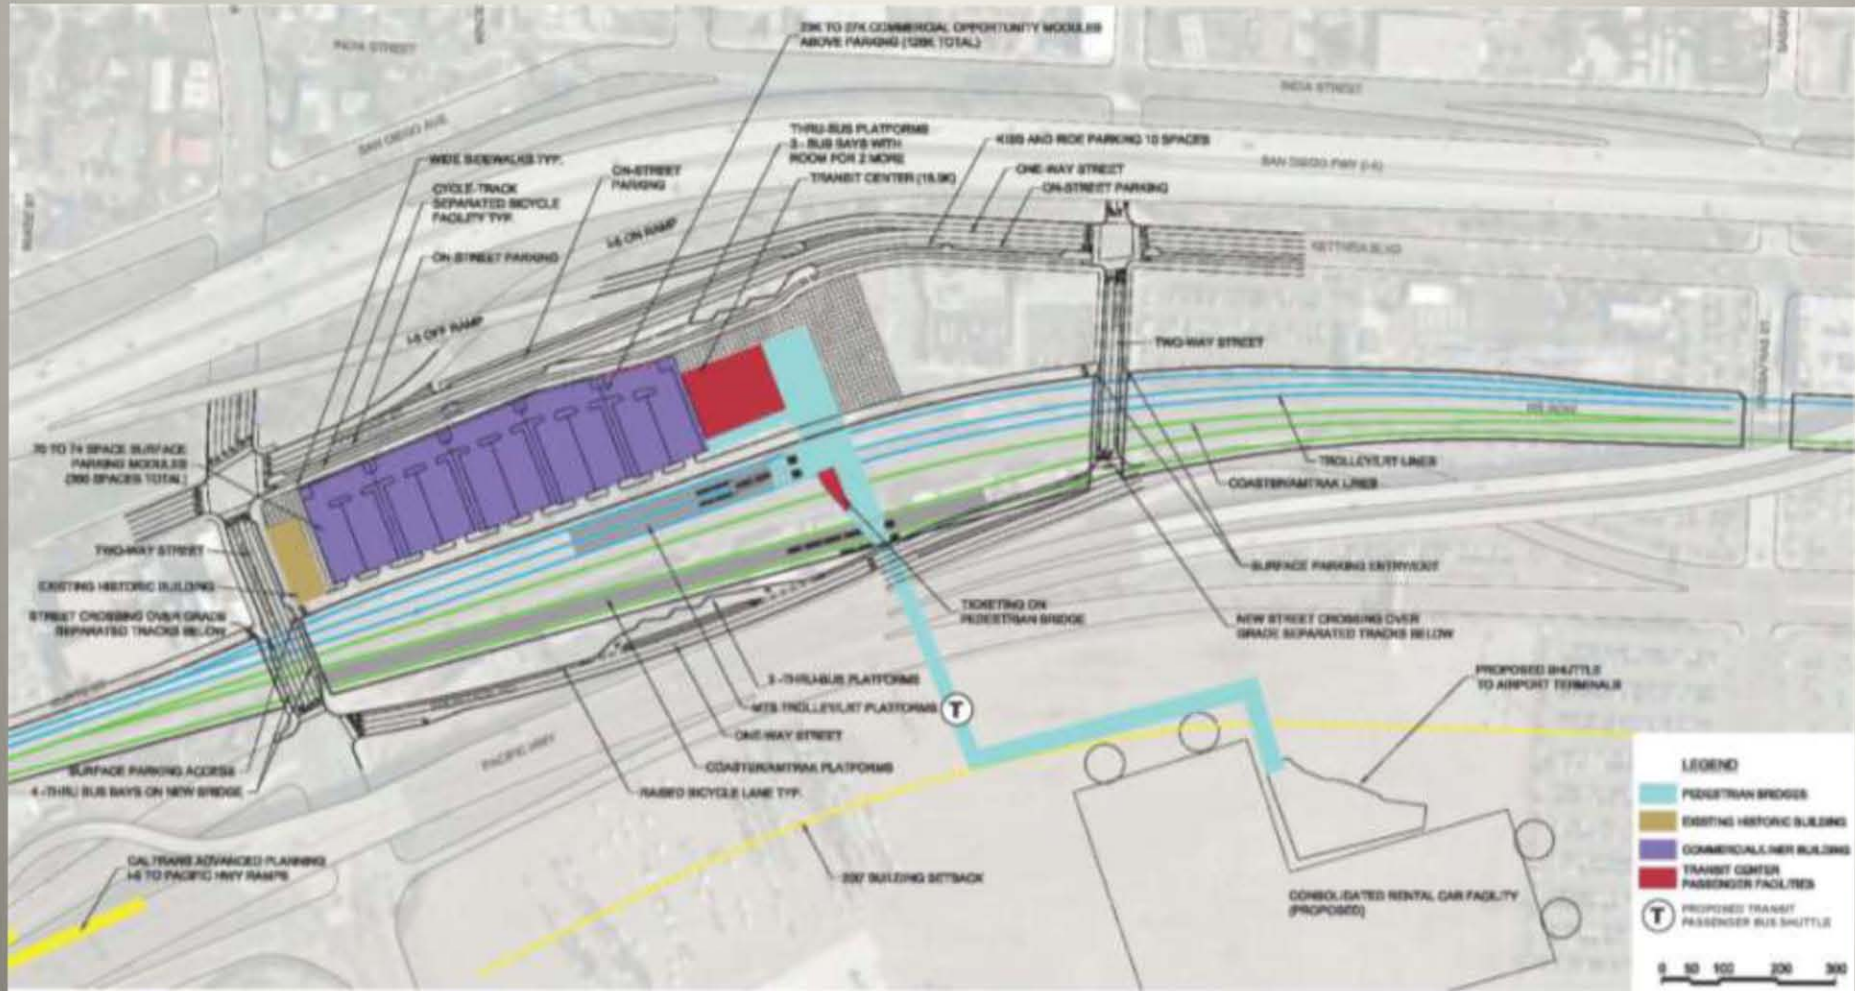 INDIA STREET
SAN DIEGO AVE
INDIA STREET
SAN DIEGO FWY (I-5)
KETTNER BLVD
TO 27K COMMERCIAL OPPORTUNITY MODULES
ABOVE PARKING TOTAL)
THRU-BUS PLATFORMS
3 - BUS BAYS WITH
ROOM FOR 2 MORE
TRANSIT CENTER
KISS AND RIDE PARKING 10 SPACES
ONE-WAY STREET
ON-STREET PARKING
WIDE SIDEWALKS TYP.
CYCLE-TRACK
SEPARATED BICYCLE
FACILITY TYP.
ON-STREET PARKING
ON-STREET
PARKING
I-5 ON RAMP
I-5 OFF RAMP
TWO-WAY STREET
70 TO 74 SPACE SURFACE
PARKING MODULES
SPACES TOTAL)
TWO-WAY STREET
EXISTING HISTORIC BUILDING
STREET CROSSING OVER GRADE
SEPARATED TRACKS BELOW
TROLLEY/LRT LINES
COASTER/AMTRAK LINES
SURFACE PARKING ENTRY/EXIT
NEW STREET CROSSING OVER
GRADE SEPARATED TRACKS BELOW
TICKETING ON
PEDESTRIAN BRIDGE
3 -THRU-BUS PLATFORMS
MTS TROLLEY/LRT PLATFORMS
T
ONE-WAY STREET
COASTER/AMTRAK PLATFORMS
RAISED BICYCLE LANE TYP.
PACIFIC HWY
SURFACE PARKING ACCESS
4 -THRU BUS BAYS ON NEW BRIDGE
PROPOSED SHUTTLE
TO AIRPORT TERMINALS
CALTRANS ADVANCED PLANNING
I-5 TO PACIFIC HWY RAMPS
BUILDING SETBACK
CONSOLIDATED RENTAL CAR FACILITY
(PROPOSED)
LEGEND
PEDESTRIAN BRIDGES
EXISTING HISTORIC BUILDING
COMMERCIAL/LINER BUILDING
TRANSIT CENTER
PASSENGER FACILITIES
T
PROPOSED TRANSIT
PASSENGER BUS SHUTTLE
0 50 100 200 300